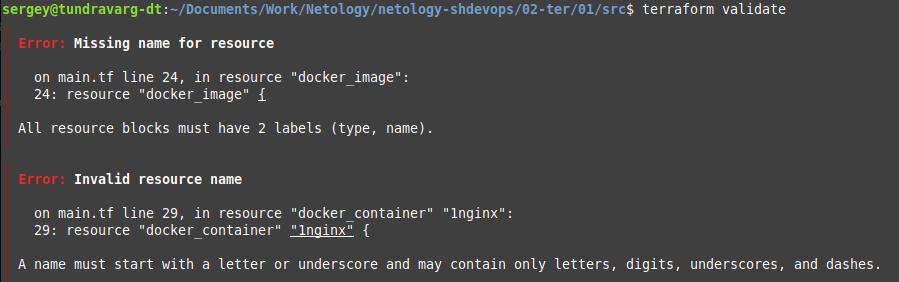 sergey@tundravarg-dt:~/Documents/Work/Netology/netology-shdevops/02-ter/01/src$ terraform validate
Error: Missing name for resource
on main.tf line 24, in resource "docker_image":
24: resource "docker_image" {
All resource blocks must have 2 labels (type, name).
Error: Invalid resource name
on main.tf line 29, in resource "docker_container" "1nginx":
29: resource "docker_container" "1nginx" {
A name must start with a letter or underscore and may contain only letters, digits, underscores, and dashes.